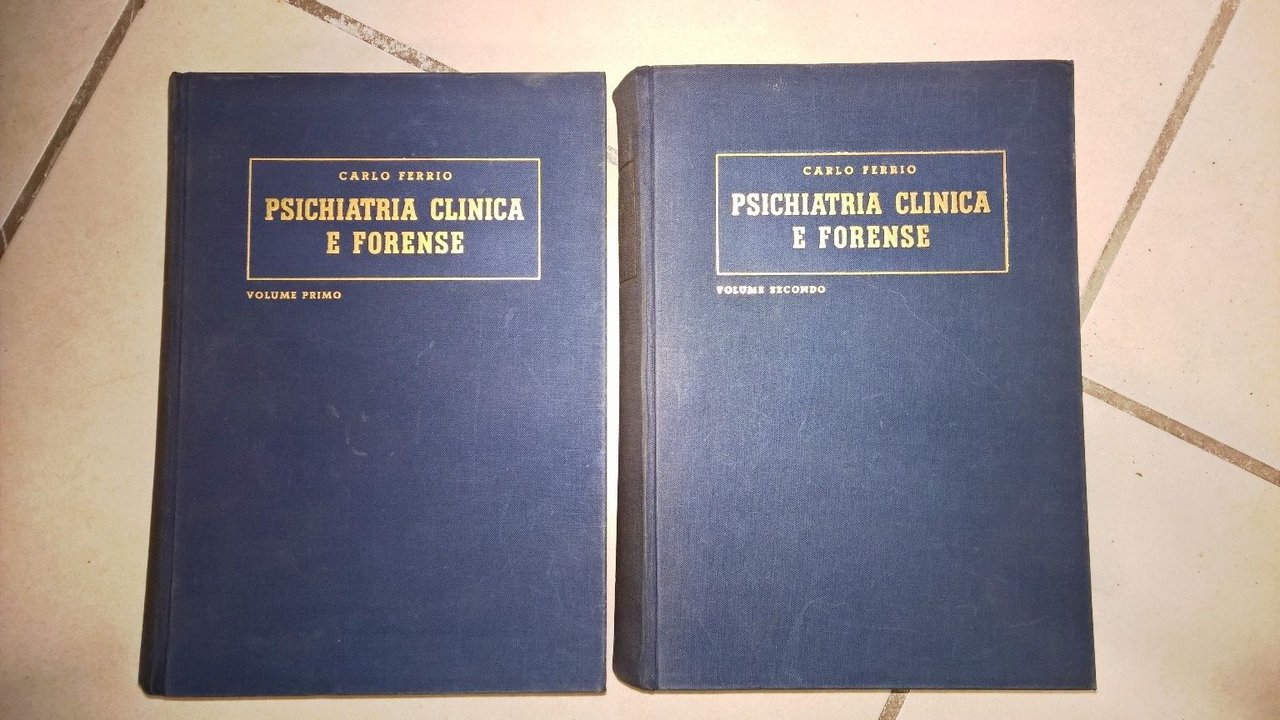 CARLO FERRIO
PSICHIATRIA CLINICA
E FORENSE
VOLUME PRIMO
CARLO FERRIO
PSICHIATRIA CLINICA
E FORENSE
VOLUME SECONDO